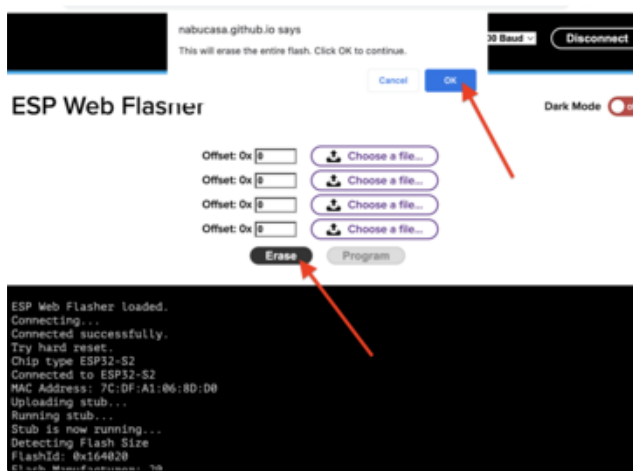 nabucasa.github.io says
This will erase the entire flash. Click OK to continue.
Cancel OK
Baud Disconnect
ESP Web Flasher
Dark Mode
Offset: 0x 0 Choose a file...
Offset: 0x 0 Choose a file...
Offset: 0x 0 Choose a file...
Offset: 0x 0 Choose a file...
Erase Program
ESP Web Flasher loaded.
Connecting...
Connected successfully.
Try hard reset.
Chip type ESP32-S2
Connected to ESP32-S2
MAC Address: 7C:DF:A1:06:8D:D0
Uploading stub...
Running stub...
Stub is now running...
Detecting Flash Size
FlashId: 0x164020
Flash Manufacturer: 20